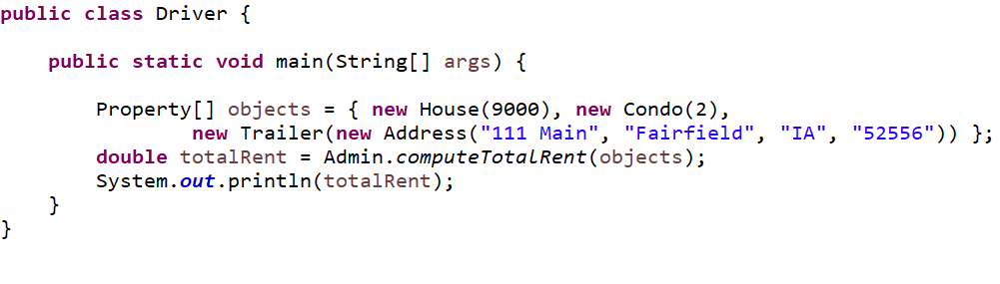 public class Driver {
public static void main(String[] args) {
Property[] objects = { new House(9000), new Condo(2),
new Trailer(new Address("111 Main", "Fairfield", "IA", "52556")) };
double totalRent = Admin.computeTotalRent(objects);
System.out.println(totalRent);
}
}